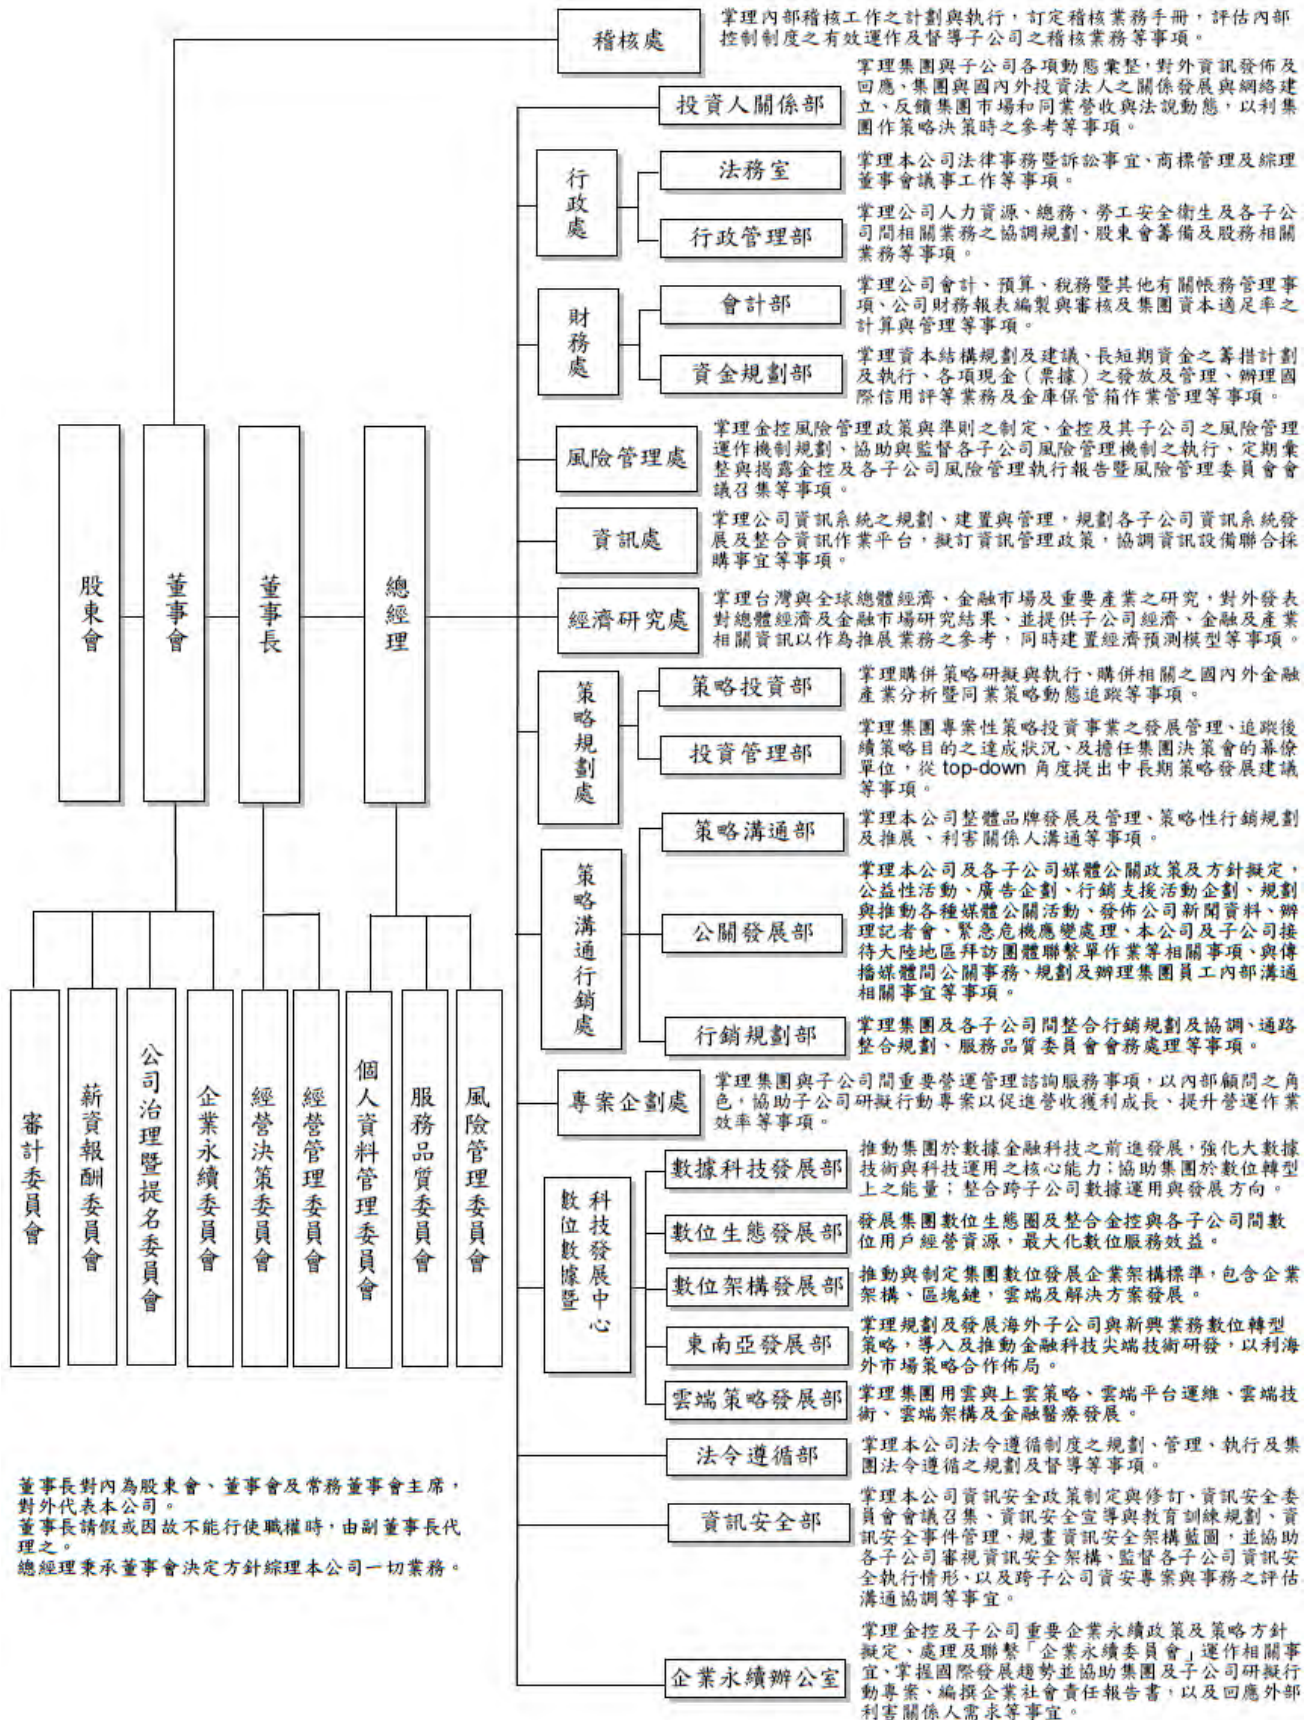 稽核處
掌理內部稽核工作之計劃與執行，訂定稽核業務手冊，評估內部
控制制度之有效運作及督導子公司之稽核業務等事項。
投資人關係部
掌理集團與子公司各項動態彙整，對外資訊發佈及
回應、集團與國內外投資法人之關係發展與網絡建
立、反饋集團市場和同業營收與法說動態，以利集
團作策略決策時之參考等事項。
行政處
法務室
掌理本公司法律事務暨訴訟事宜、商標管理及綜理
董事會議事工作等事項。
行政管理部
掌理公司人力資源、總務、勞工安全衛生及各子公
司間相關業務之協調規劃、股東會籌備及股務相關
業務等事項。
財務處
會計部
掌理公司會計、預算、稅務暨其他有關帳務管理事
項、公司財務報表編製與審核及集團資本適足率之
計算與管理等事項。
資金規劃部
掌理資本結構規劃及建議、長短期資金之籌措計劃
及執行、各項現金（票據）之發放及管理、辦理國
際信用評等業務及金庫保管箱作業管理等事項。
風險管理處
掌理金控風險管理政策與準則之制定、金控及其子公司之風險管理
運作機制規劃、協助與監督各子公司風險管理機制之執行、定期彙
整與揭露金控及各子公司風險管理執行報告暨風險管理委員會會
議召集等事項。
資訊處
掌理公司資訊系統之規劃、建置與管理，規劃各子公司資訊系統發
展及整合資訊作業平台，擬訂資訊管理政策，協調資訊設備聯合採
購事宜等事項。
股東會
董事會
董事長
總經理
經濟研究處
掌理台灣與全球總體經濟、金融市場及重要產業之研究，對外發表
對總體經濟及金融市場研究結果、並提供子公司經濟、金融及產業
相關資訊以作為推展業務之參考，同時建置經濟預測模型等事項。
策略規劃處
策略投資部
掌理購併策略研擬與執行、購併相關之國內外金融
產業分析暨同業策略動態追蹤等事項。
投資管理部
掌理集團專案性策略投資事業之發展管理、追蹤後
續策略目的之達成狀況、及擔任集團決策會的幕僚
單位，從 top-down 角度提出中長期策略發展建議
等事項。
策略溝通行銷處
策略溝通部
掌理本公司整體品牌發展及管理、策略性行銷規劃
及推展、利害關係人溝通等事項。
公關發展部
掌理本公司及各子公司媒體公關政策及方針擬定，
公益性活動、廣告企劃、行銷支援活動企劃、規劃
與推動各種媒體公關活動、發佈公司新聞資料、辦
理記者會、緊急危機應變處理、本公司及子公司接
待大陸地區拜訪團體聯繫單作業等相關事項、與傳
播媒體間公關事務、規劃及辦理集團員工內部溝通
相關事宜等事項。
行銷規劃部
掌理集團及各子公司間整合行銷規劃及協調、通路
整合規劃、服務品質委員會會務處理等事項。
審計委員會
薪資報酬委員會
公司治理暨提名委員會
企業永續委員會
經營決策委員會
經營管理委員會
個人資料管理委員會
服務品質委員會
風險管理委員會
專案企劃處
掌理集團與子公司間重要營運管理諮詢服務事項，以內部顧問之角
色，協助子公司研擬行動專案以促進營收獲利成長、提升營運作業
效率等事項。
數位數據暨
科技發展中心
數據科技發展部
推動集團於數據金融科技之前進發展，強化大數據
技術與科技運用之核心能力；協助集團於數位轉型
上之能量；整合跨子公司數據運用與發展方向。
數位生態發展部
發展集團數位生態圈及整合金控與各子公司間數
位用戶經營資源，最大化數位服務效益。
數位架構發展部
推動與制定集團數位發展企業架構標準，包含企業
架構、區塊鏈，雲端及解決方案發展。
東南亞發展部
掌理規劃及發展海外子公司與新興業務數位轉型
策略，導入及推動金融科技尖端技術研發，以利海
外市場策略合作佈局。
雲端策略發展部
掌理集團用雲與上雲策略、雲端平台運維、雲端技
術、雲端架構及金融醫療發展。
法令遵循部
掌理本公司法令遵循制度之規劃、管理、執行及集
團法令遵循之規劃及督導等事項。
資訊安全部
掌理本公司資訊安全政策制定與修訂、資訊安全委
員會會議召集、資訊安全宣導與教育訓練規劃、資
訊安全事件管理、規畫資訊安全架構藍圖，並協助
各子公司審視資訊安全架構、監督各子公司資訊安
全執行情形、以及跨子公司資安專案與事務之評估
溝通協調等事宜。
企業永續辦公室
掌理金控及子公司重要企業永續政策及策略方針
擬定、處理及聯繫「企業永續委員會」運作相關事
宜、掌握國際發展趨勢並協助集團及子公司研擬行
動專案、編撰企業社會責任報告書，以及回應外部
利害關係人需求等事宜。
董事長對內為股東會、董事會及常務董事會主席，
對外代表本公司。
董事長請假或因故不能行使職權時，由副董事長代
理之。
總經理秉承董事會決定方針綜理本公司一切業務。